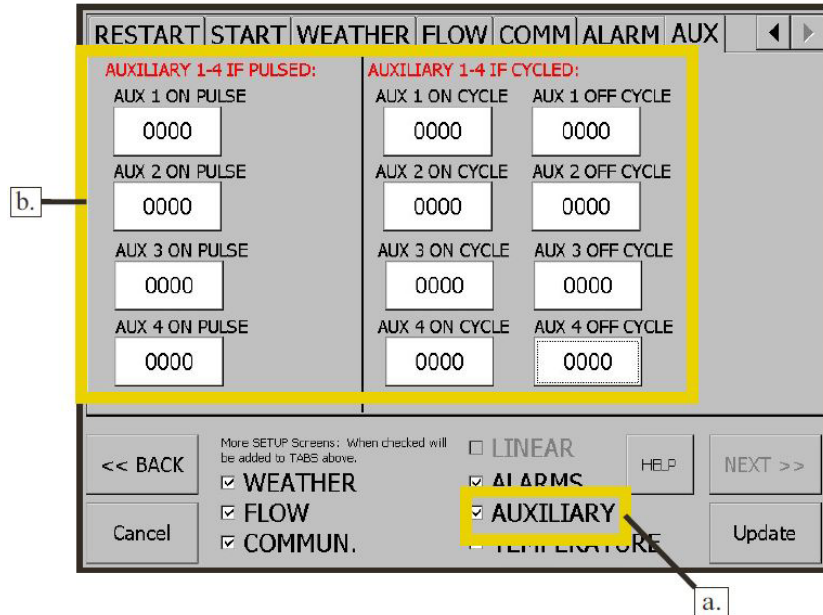 RESTART START WEATHER FLOW COMM ALARM AUX
AUXILIARY 1-4 IF PULSED:
AUX 1 ON PULSE
0000
AUX 2 ON PULSE
0000
AUX 3 ON PULSE
0000
AUX 4 ON PULSE
0000
AUXILIARY 1-4 IF CYCLED:
AUX 1 ON CYCLE AUX 1 OFF CYCLE
0000 0000
AUX 2 ON CYCLE AUX 2 OFF CYCLE
0000 0000
AUX 3 ON CYCLE AUX 3 OFF CYCLE
0000 0000
AUX 4 ON CYCLE AUX 4 OFF CYCLE
0000 0000
b.
<< BACK
Cancel
More SETUP Screens: When checked will
be added to TABS above.
WEATHER
FLOW
COMMUN.
LINEAR
ALARMS
AUXILIARY
TEMPERATURE
HELP
NEXT >>
Update
a.